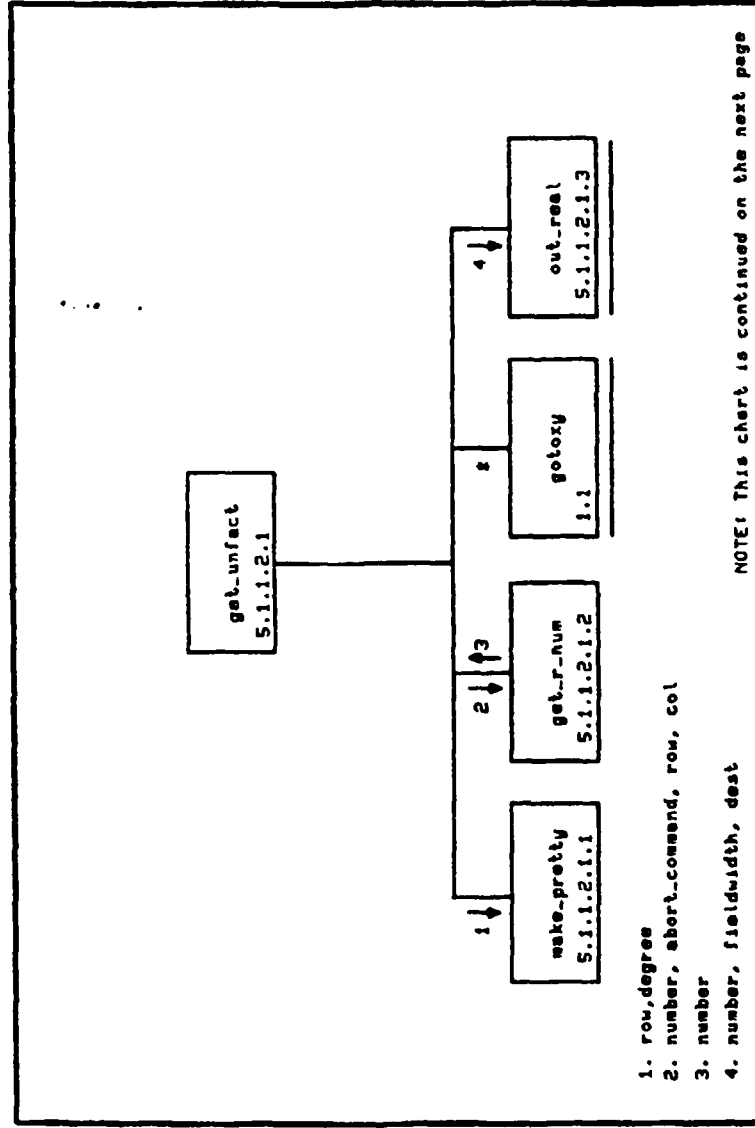 get_unfact
5.1.1.2.1
1
2
3
*
4
make_pretty
5.1.1.2.1.1
get_r_num
5.1.1.2.1.2
gotoxy
1.1
out_real
5.1.1.2.1.3
1. row,degree
2. number, abort_command, row, col
3. number
4. number, fieldwidth, dest
NOTE: This chart is continued on the next page